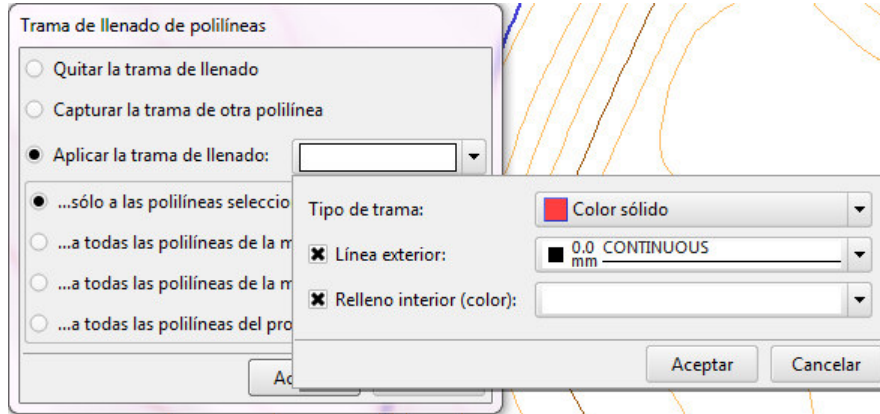 Trama de llenado de polilíneas
Quitar la trama de llenado
Capturar la trama de otra polilínea
Aplicar la trama de llenado:
...sólo a las polilíneas seleccio
...a todas las polilíneas de la m
...a todas las polilíneas de la m
...a todas las polilíneas del pro
Ac
Tipo de trama:
Color sólido
Línea exterior:
0.0 mm CONTINUOUS
Relleno interior (color):
Aceptar
Cancelar